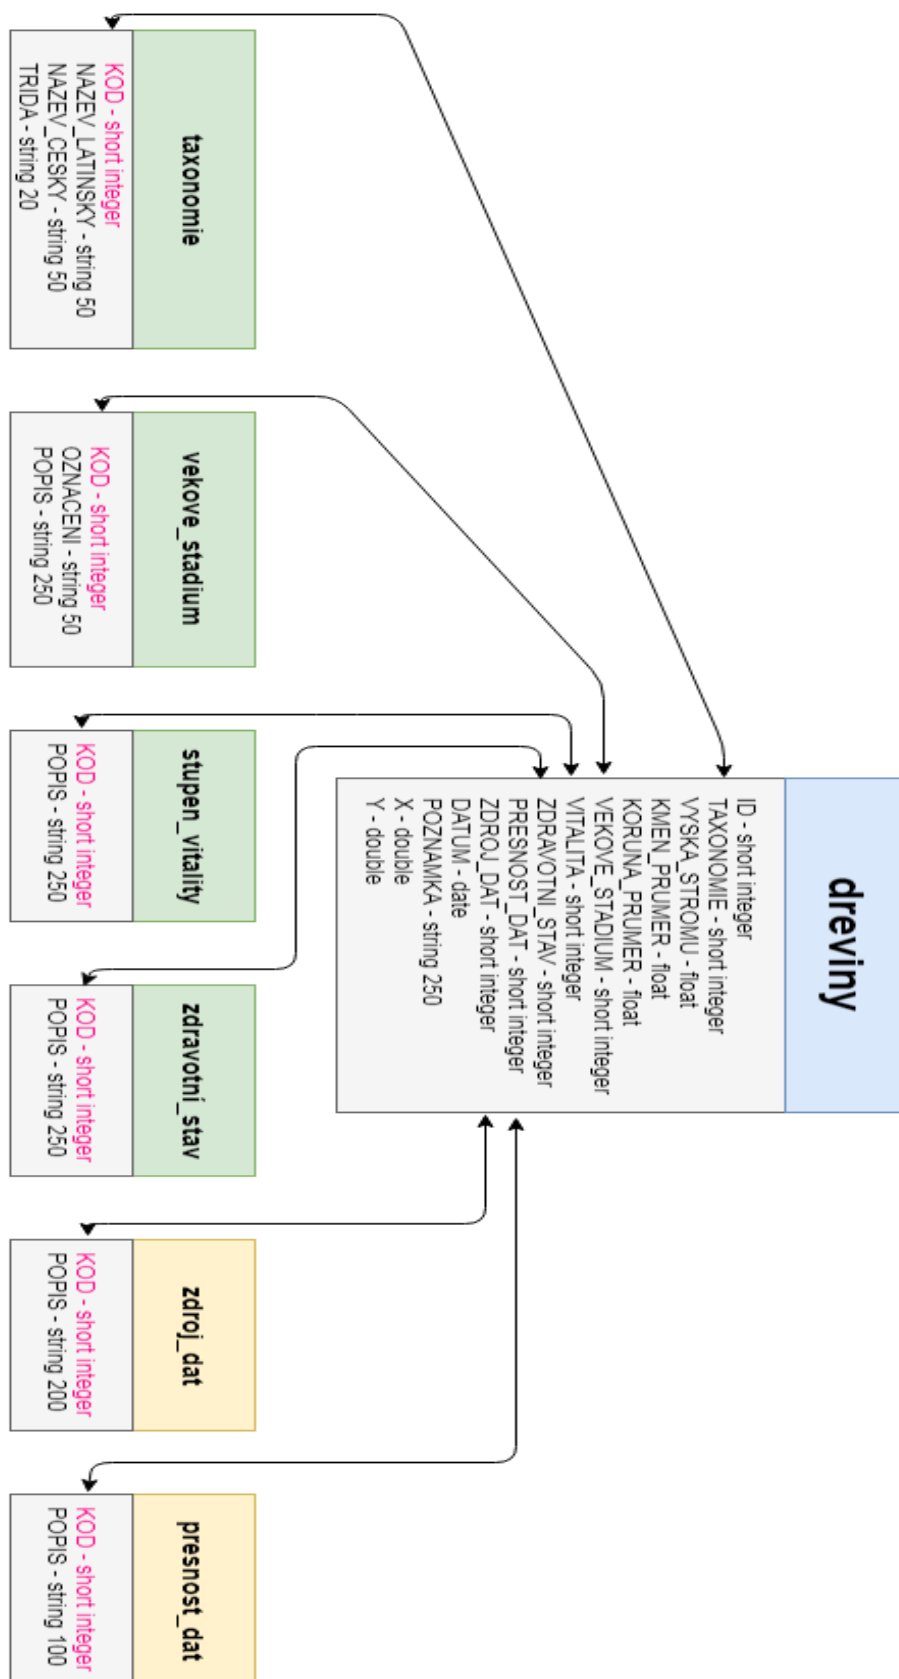 dreviny
ID - short integer
TAXONOMIE - short integer
VYSKA_STROMU - float
KMEN_PRUMER - float
KORUNA_PRUMER - float
VEKOVE_STADIUM - short integer
VITALITA - short integer
ZDRAVOTNI_STAV - short integer
PRESNOST_DAT - short integer
ZDROJ_DAT - short integer
DATUM - date
POZNAMKA - string 250
X - double
Y - double
taxonomie
KOD - short integer
NAZEV_LATINSKY - string 50
NAZEV_CESKY - string 50
TRIDA - string 20
vekove_stadium
KOD - short integer
OZNACENI - string 50
POPIS - string 250
stupen_vitality
KOD - short integer
POPIS - string 250
zdravotní_stav
KOD - short integer
POPIS - string 250
zdroj_dat
KOD - short integer
POPIS - string 200
presnost_dat
KOD - short integer
POPIS - string 100